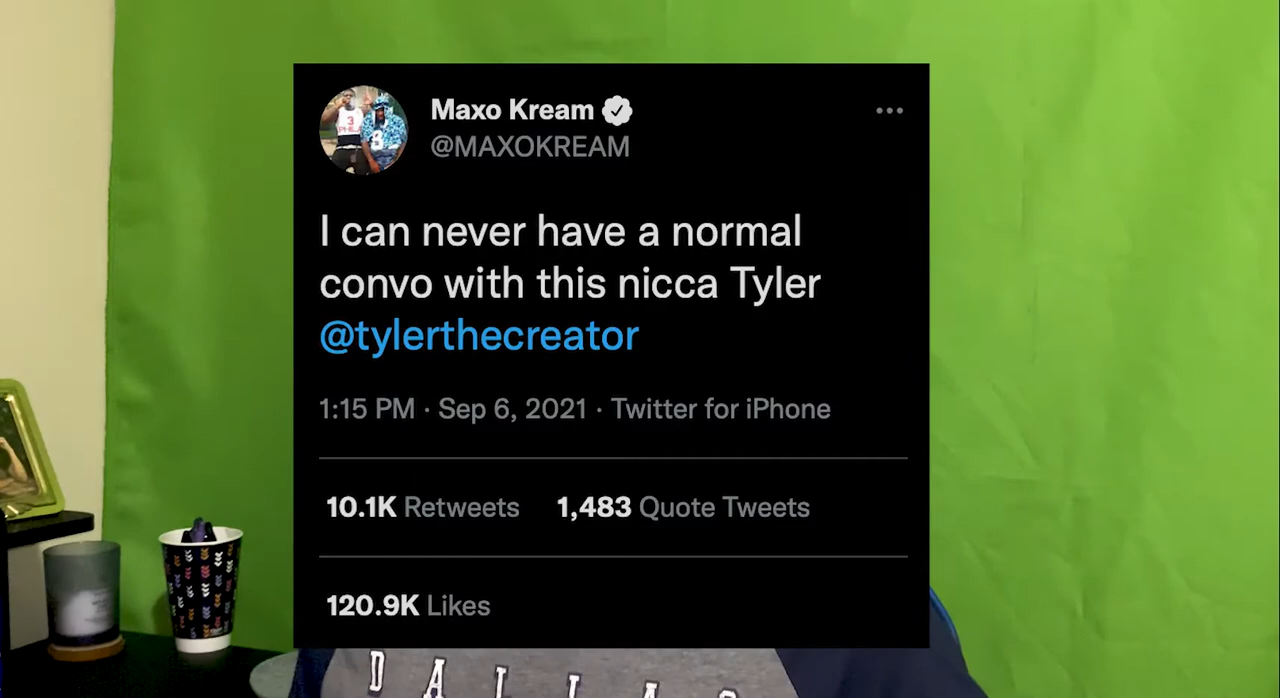 Maxo Kream
@MAXOKREAM
I can never have a normal
convo with this nicca Tyler
@tylerthecreator
1:15 PM · Sep 6, 2021 · Twitter for iPhone
10.1K Retweets 1,483 Quote Tweets
120.9K Likes
DALLAS